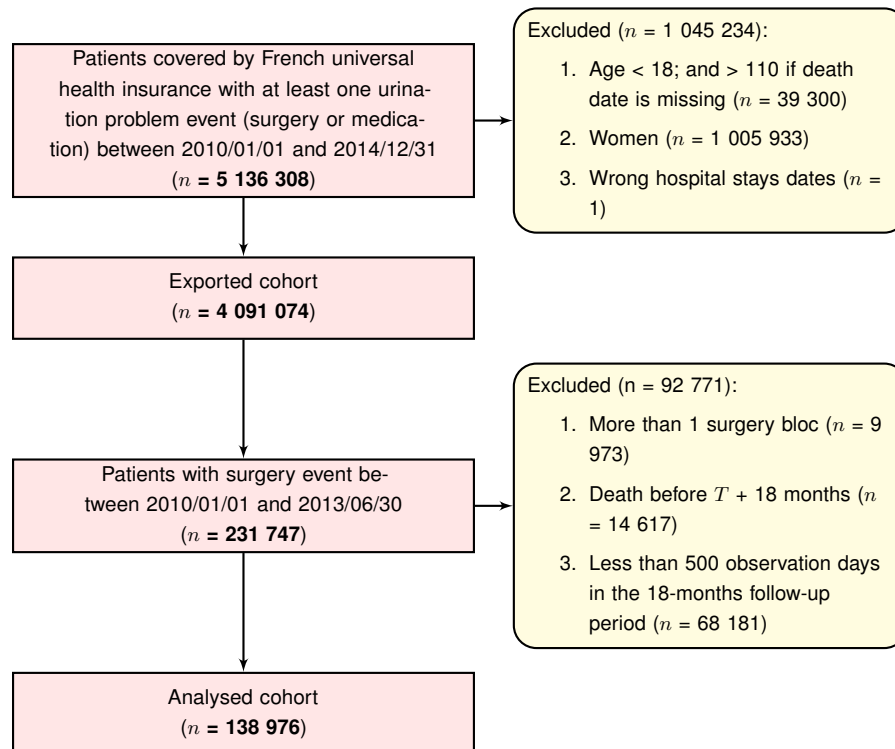 Patients covered by French universal
health insurance with at least one urina-
tion problem event (surgery or medica-
tion) between 2010/01/01 and 2014/12/31
(n = 5 136 308)
Excluded (n = 1 045 234):
1. Age < 18; and > 110 if death
date is missing (n = 39 300)
2. Women (n = 1 005 933)
3. Wrong hospital stays dates (n =
1)
Exported cohort
(n = 4 091 074)
Patients with surgery event be-
tween 2010/01/01 and 2013/06/30
(n = 231 747)
Excluded (n = 92 771):
1. More than 1 surgery bloc (n = 9
973)
2. Death before T + 18 months (n
= 14 617)
3. Less than 500 observation days
in the 18-months follow-up
period (n = 68 181)
Analysed cohort
(n = 138 976)